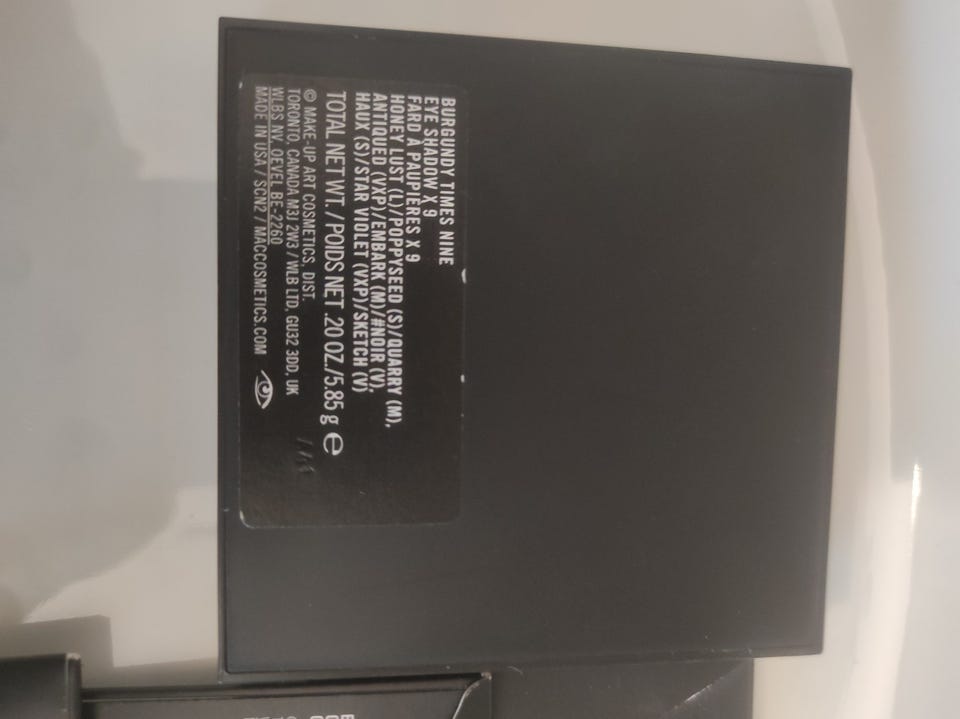 BURGUNDY TIMES NINE
EYE SHADOW X 9
FARD À PAUPIÈRES X 9
HONEY LUST (L)/POPPYSEED (S)/QUARRY (M),
ANTIQUED (VXP)/EMBARK (M)/#NOIR (V),
HAUX (S)/STAR VIOLET (VXP)/SKETCH (V)
TOTAL NET WT./POIDS NET .20 OZ./5.85 g e
© MAKE-UP ART COSMETICS, DIST.
TORONTO, CANADA M3J 2W3 / WLB LTD, GU32 3DD, UK
WLBS NV, OEVEL BE-2260
MADE IN USA / SCN2 / MACCOSMETICS.COM